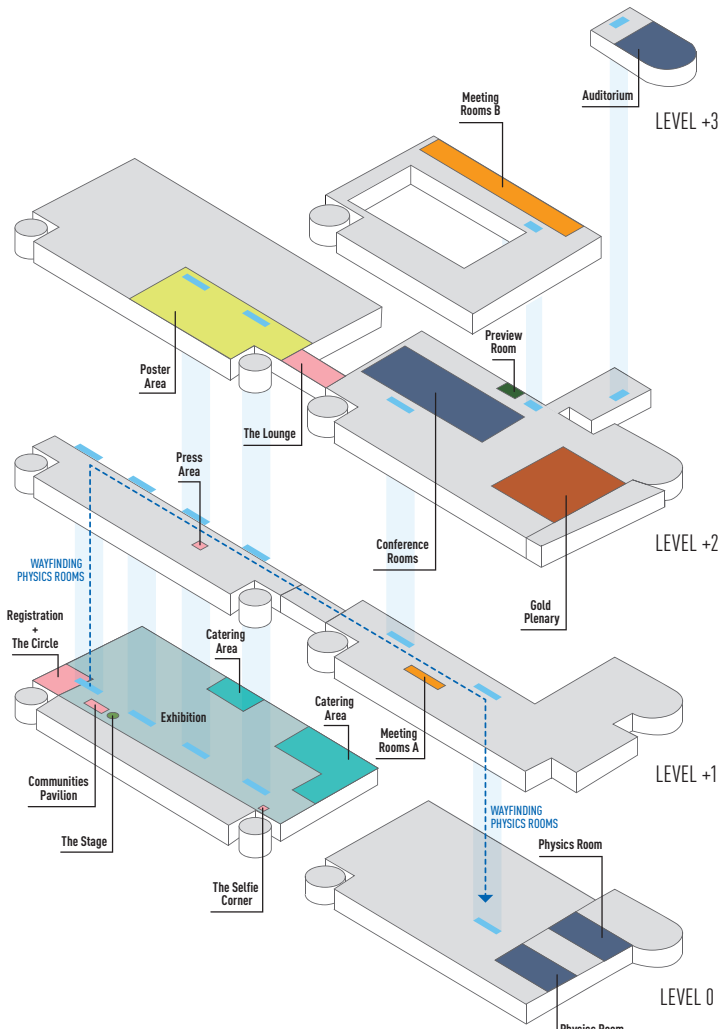 Auditorium
LEVEL +3
Meeting
Rooms B
Preview
Room
Poster
Area
The Lounge
Press
Area
Conference
Rooms
LEVEL +2
WAYFINDING
PHYSICS ROOMS
Gold
Plenary
Registration
+
The Circle
Catering
Area
Exhibition
Catering
Area
Meeting
Rooms A
Communities
Pavilion
LEVEL +1
WAYFINDING
PHYSICS ROOMS
The Stage
Physics Room
The Selfie
Corner
LEVEL 0
Physics Room